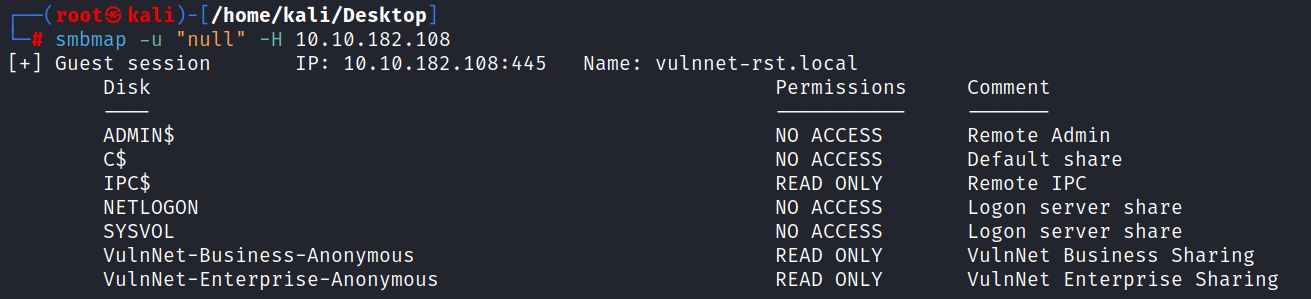 ┌──(root㉿kali)-[/home/kali/Desktop]
└─# smbmap -u "null" -H 10.10.182.108
[+] Guest session IP: 10.10.182.108:445 Name: vulnnet-rst.local
Disk Permissions Comment
---- ----------- -------
ADMIN$ NO ACCESS Remote Admin
C$ NO ACCESS Default share
IPC$ READ ONLY Remote IPC
NETLOGON NO ACCESS Logon server share
SYSVOL NO ACCESS Logon server share
VulnNet-Business-Anonymous READ ONLY VulnNet Business Sharing
VulnNet-Enterprise-Anonymous READ ONLY VulnNet Enterprise Sharing